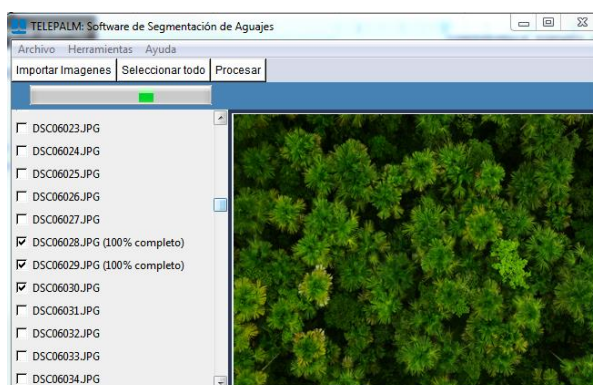 TELEPALM: Software de Segmentación de Aguajes
Archivo Herramientas Ayuda
Importar Imagenes Seleccionar todo Procesar
DSC06023.JPG
DSC06024.JPG
DSC06025.JPG
DSC06026.JPG
DSC06027.JPG
DSC06028.JPG (100% completo)
DSC06029.JPG (100% completo)
DSC06030.JPG
DSC06031.JPG
DSC06032.JPG
DSC06033.JPG
DSC06034.JPG